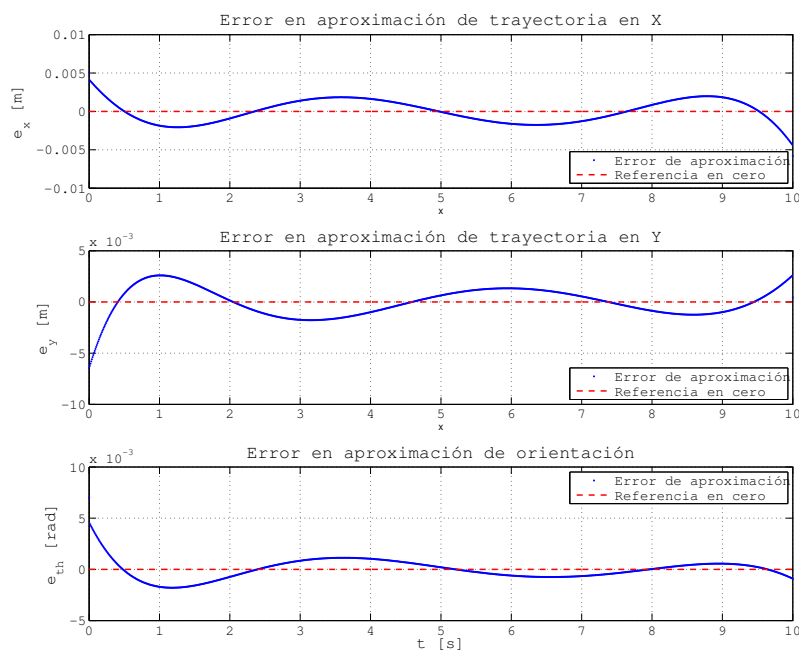 Error en aproximación de trayectoria en X
0.01
0.005
0
−0.005
−0.01
e_x [m]
Error de aproximación
Referencia en cero
0 1 2 3 4 5 6 7 8 9 10
x
Error en aproximación de trayectoria en Y
x 10^-3
5
0
−5
−10
e_y [m]
Error de aproximación
Referencia en cero
0 1 2 3 4 5 6 7 8 9 10
x
Error en aproximación de orientación
x 10^-3
10
5
0
−5
e_th [rad]
Error de aproximación
Referencia en cero
0 1 2 3 4 5 6 7 8 9 10
t [s]